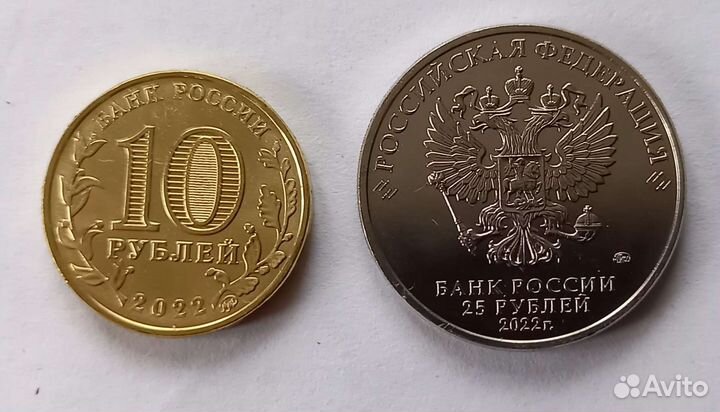 БАНК РОССИИ
10
РУБЛЕЙ
2022
РОССИЙСКАЯ ФЕДЕРАЦИЯ
БАНК РОССИИ
25 РУБЛЕЙ
2022г.
Avito